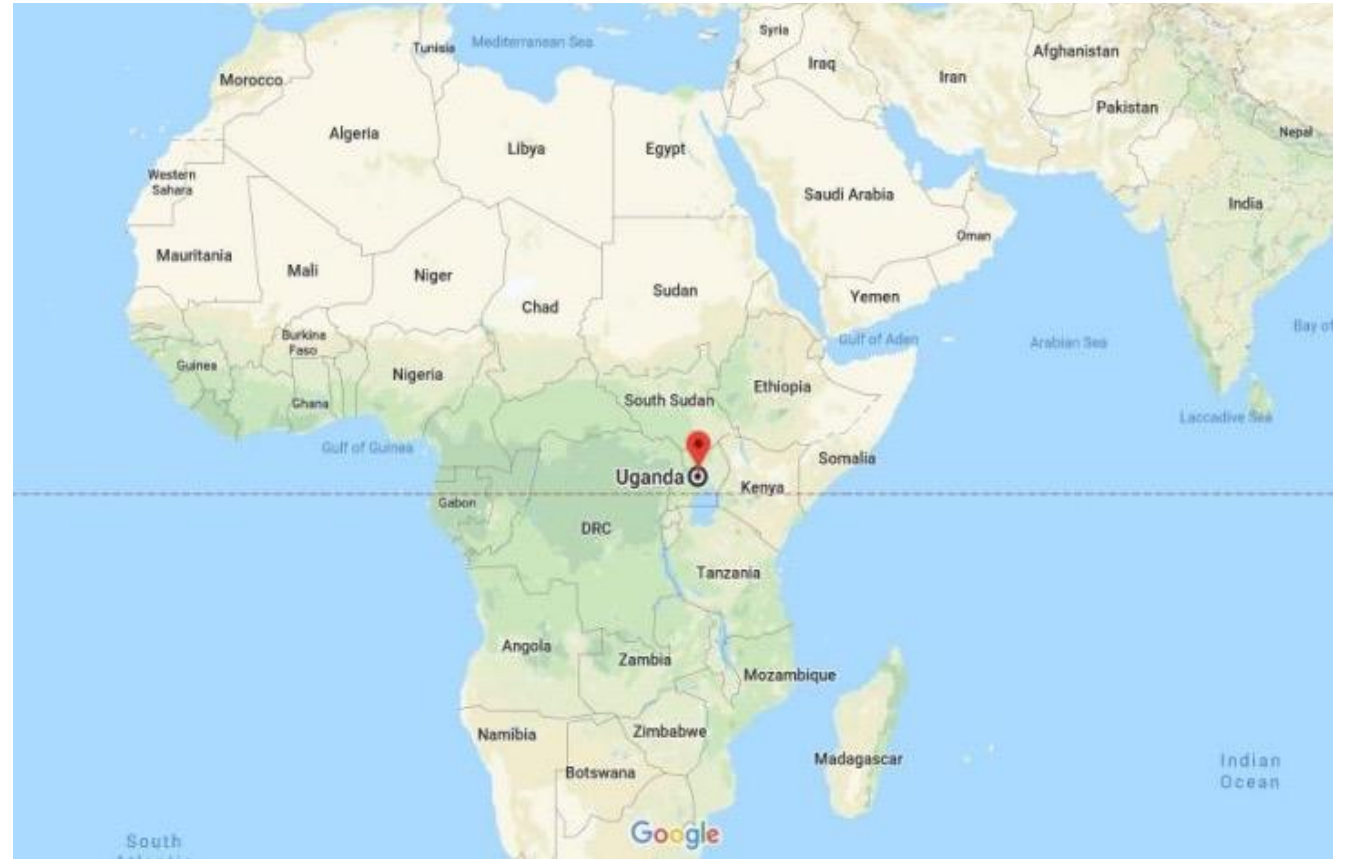 Syria
Tunisia
Mediterranean Sea
Afghanistan
Iraq
Iran
Morocco
Pakistan
Algeria
Nepal
Libya
Egypt
Western
Sahara
Saudi Arabia
India
Oman
Mauritania
Mali
Niger
Sudan
Yemen
Chad
Bay of
Burkina
Faso
Gulf of Aden
Arabian Sea
Guinea
Nigeria
Ethiopia
Ghana
South Sudan
Laccadive Sea
Gulf of Guinea
Somalia
Uganda
Kenya
Gabon
DRC
Tanzania
Angola
Zambia
Mozambique
Namibia
Zimbabwe
Madagascar
Botswana
Indian
Ocean
Google
South